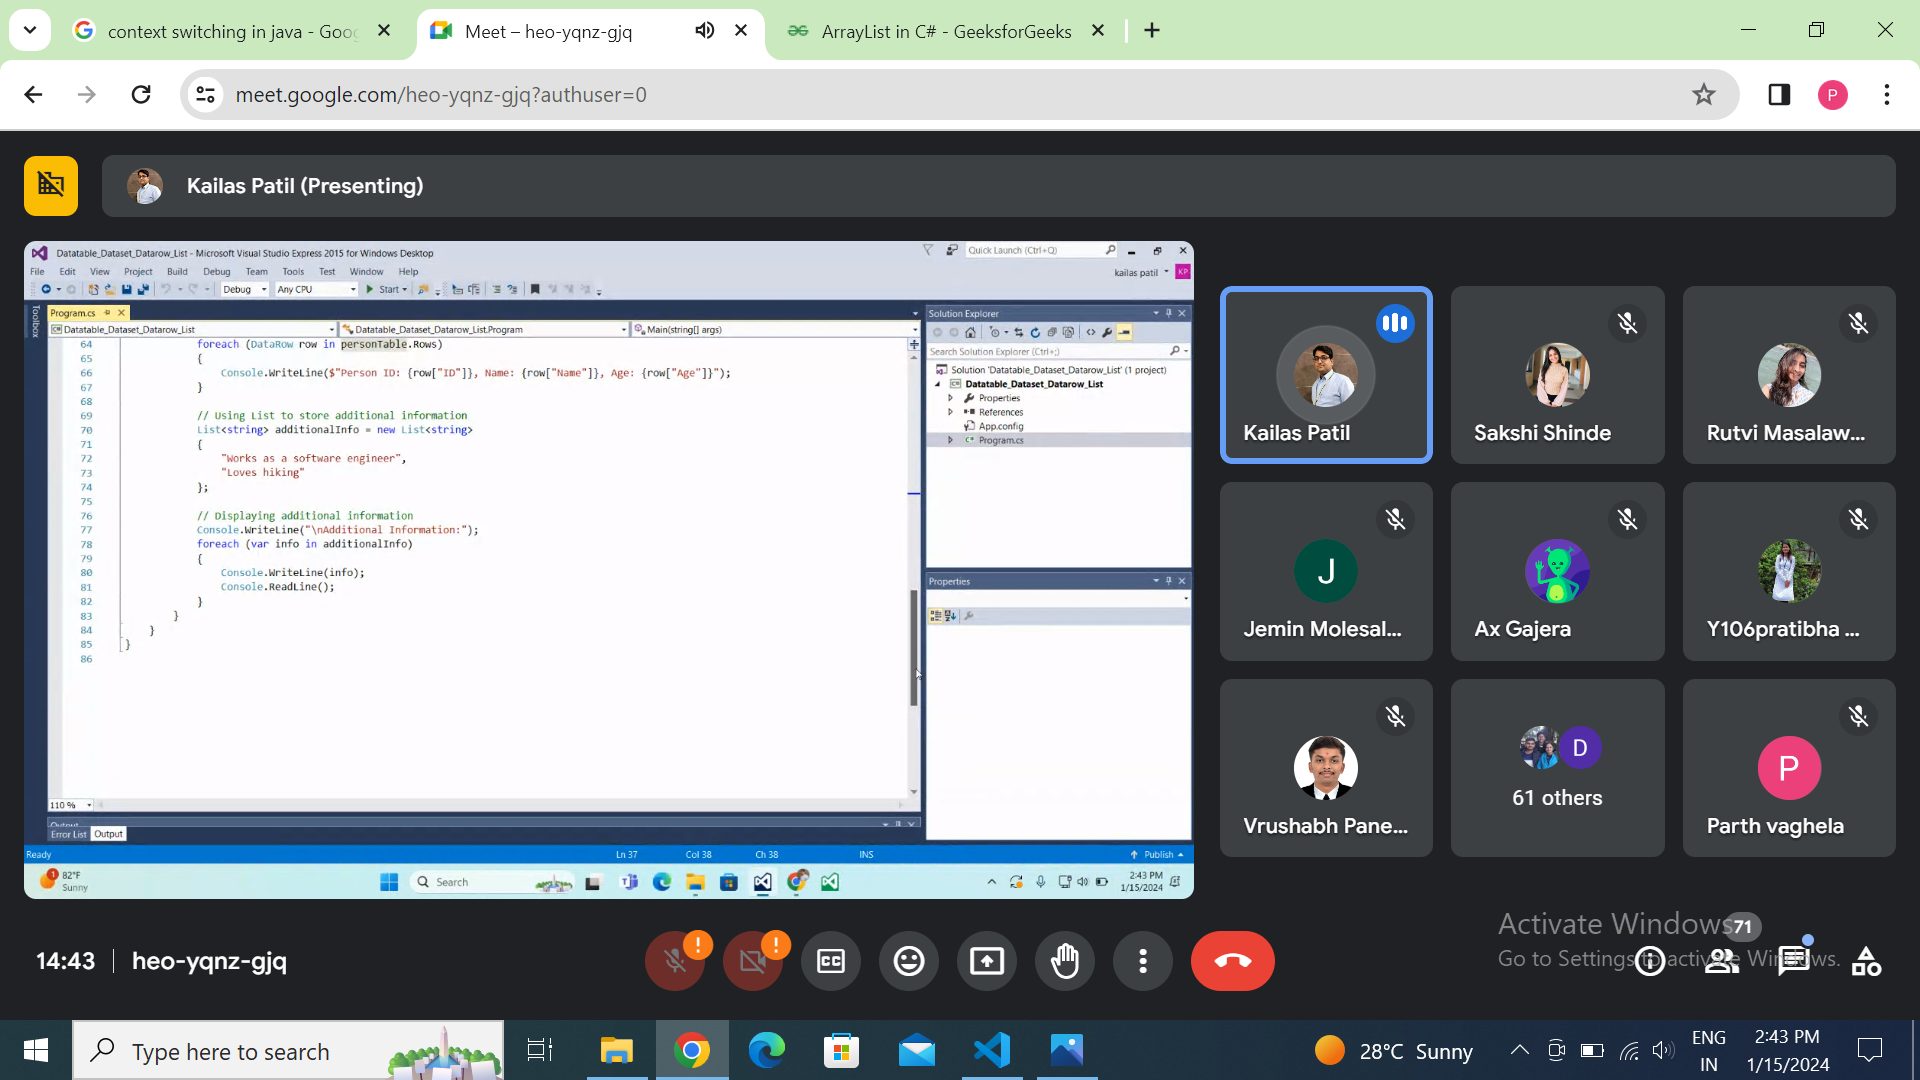 context switching in java - Goo
Meet – heo-yqnz-gjq
ArrayList in C# - GeeksforGeeks
meet.google.com/heo-yqnz-gjq?authuser=0
P
Kailas Patil (Presenting)
Datatable_Dataset_Datarow_List - Microsoft Visual Studio Express 2015 for Windows Desktop
Quick Launch (Ctrl+Q)
File Edit View Project Build Debug Team Tools Test Window Help
kailas patil KP
Debug Any CPU Start
Toolbox
Program.cs
Datatable_Dataset_Datarow_List
Datatable_Dataset_Datarow_List.Program
Main(string[] args)
64 foreach (DataRow row in personTable.Rows)
65 {
66 Console.WriteLine($"Person ID: {row["ID"]}, Name: {row["Name"]}, Age: {row["Age"]}");
67 }
68
69 // Using List to store additional information
70 List<string> additionalInfo = new List<string>
71 {
72 "Works as a software engineer",
73 "Loves hiking"
74 };
75
76 // Displaying additional information
77 Console.WriteLine("\nAdditional Information:");
78 foreach (var info in additionalInfo)
79 {
80 Console.WriteLine(info);
81 Console.ReadLine();
82 }
83 }
84 }
85 }
86
110 %
Output
Error List Output
Solution Explorer
Search Solution Explorer (Ctrl+;)
Solution 'Datatable_Dataset_Datarow_List' (1 project)
C# Datatable_Dataset_Datarow_List
Properties
References
App.config
C# Program.cs
Properties
Ready Ln 37 Col 38 Ch 38 INS Publish
1
82°F
Sunny
Search
2:43 PM
1/15/2024
Kailas Patil
Sakshi Shinde
Rutvi Masalaw...
J
Jemin Molesal...
Ax Gajera
Y106pratibha ...
Vrushabh Pane...
D
61 others
P
Parth vaghela
14:43 heo-yqnz-gjq
!
!
CC
71
Activate Windows
Go to Settings to activate Windows.
Type here to search
28°C Sunny
ENG
IN
2:43 PM
1/15/2024